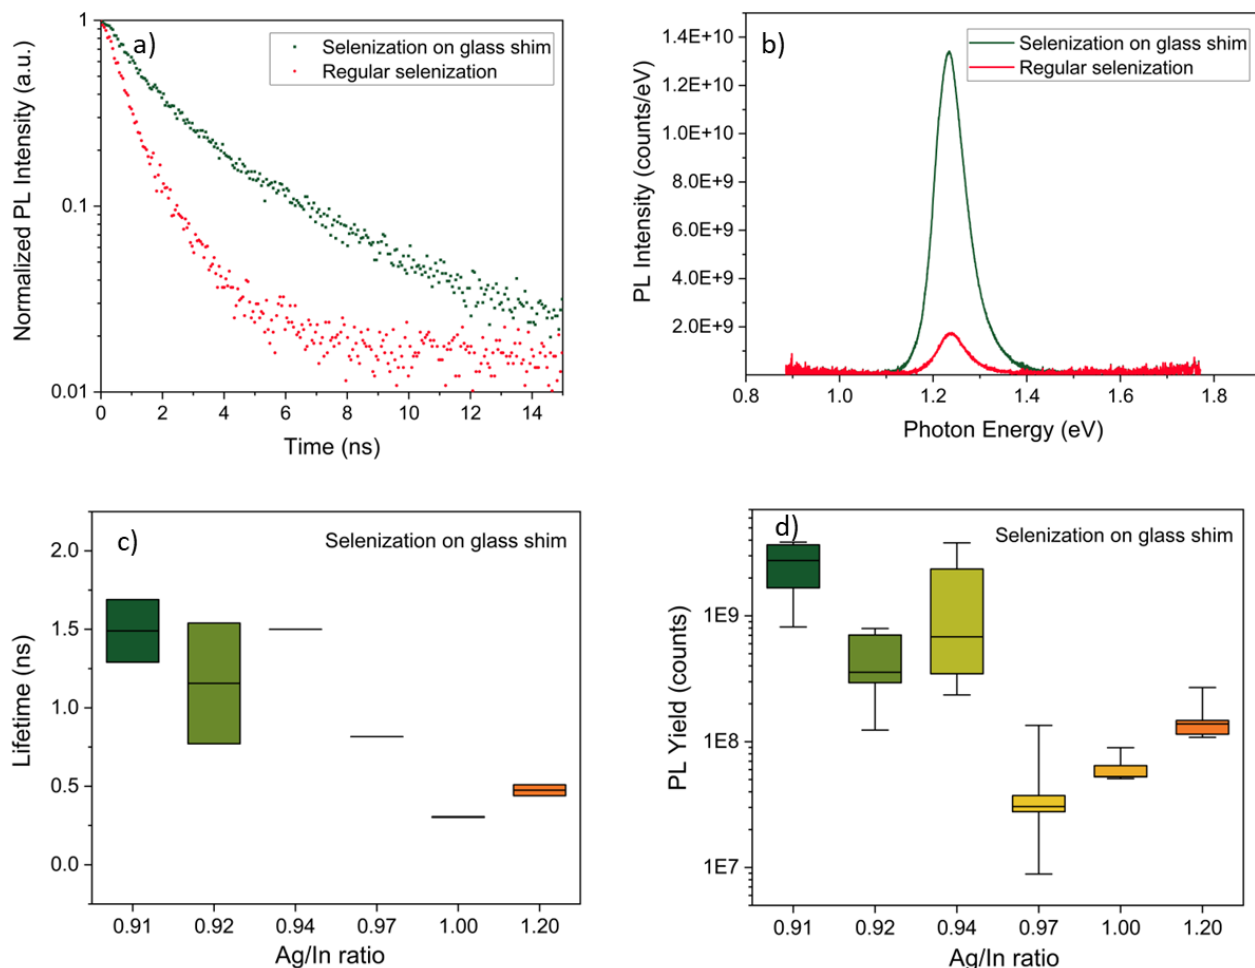 a)
Selenization on glass shim
Regular selenization
Normalized PL Intensity (a.u.)
1
0.1
0.01
0 2 4 6 8 10 12 14
Time (ns)
b)
Selenization on glass shim
Regular selenization
PL Intensity (counts/eV)
1.4E+10
1.2E+10
1.0E+10
8.0E+9
6.0E+9
4.0E+9
2.0E+9
0.8 1.0 1.2 1.4 1.6 1.8
Photon Energy (eV)
c)
Selenization on glass shim
Lifetime (ns)
2.0
1.5
1.0
0.5
0.0
0.91 0.92 0.94 0.97 1.00 1.20
Ag/In ratio
d)
Selenization on glass shim
PL Yield (counts)
1E9
1E8
1E7
0.91 0.92 0.94 0.97 1.00 1.20
Ag/In ratio